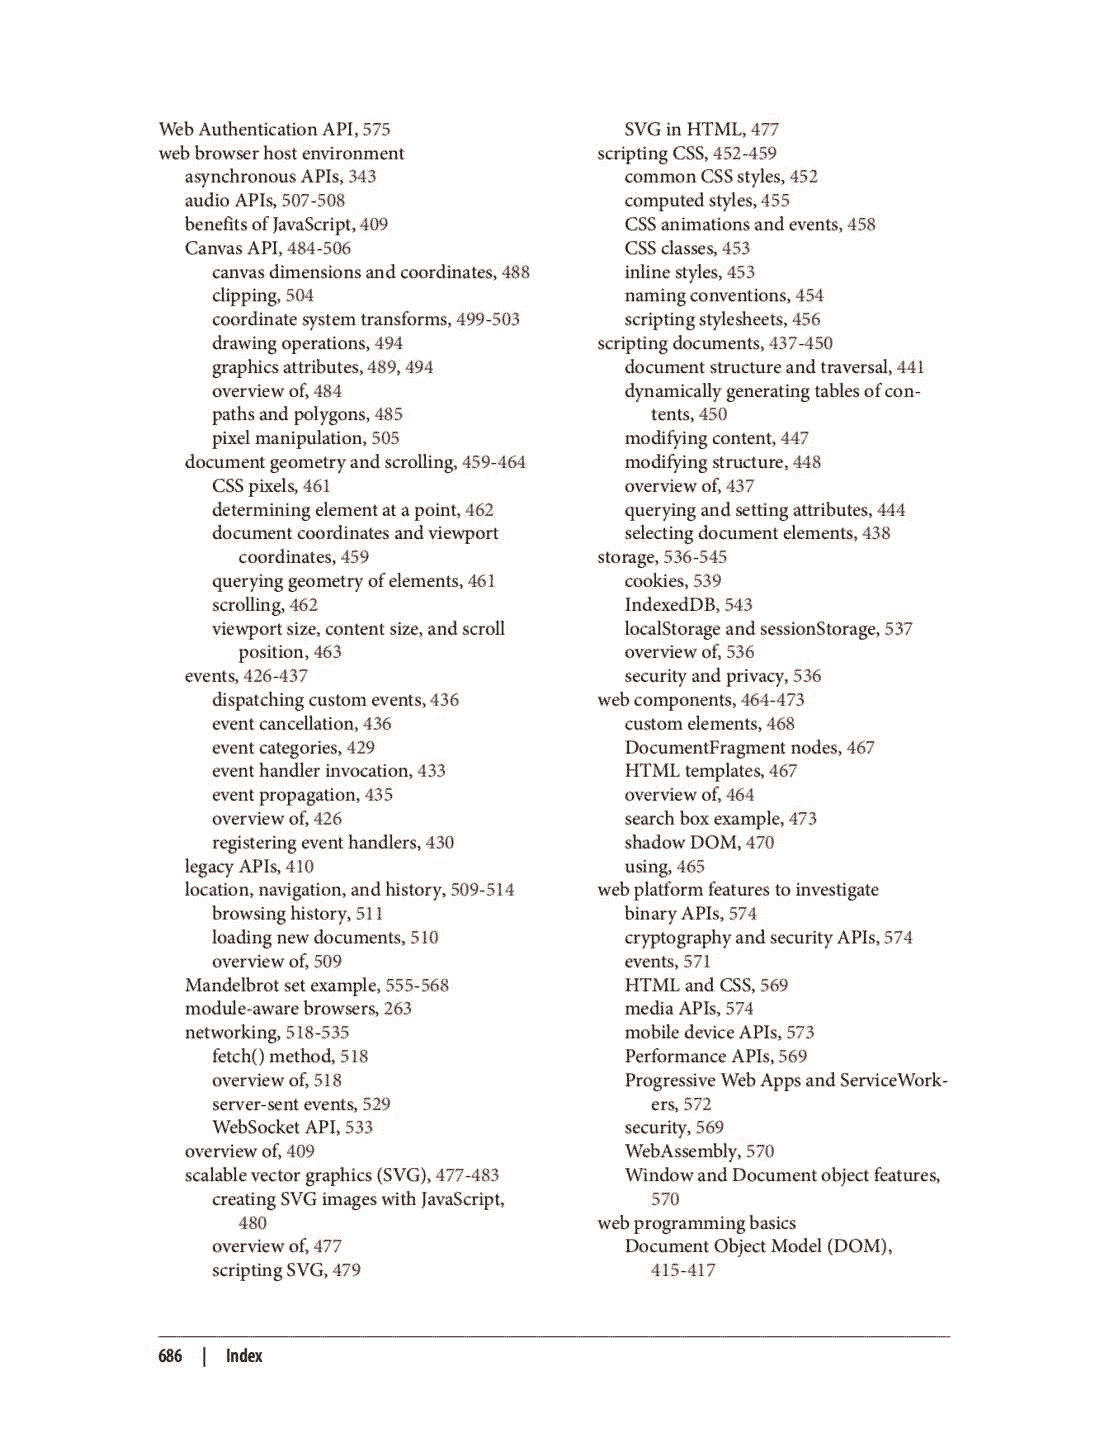 Web Authentication API, 575
web browser host environment
asynchronous APIs, 343
audio APIs, 507-508
benefits of JavaScript, 409
Canvas API, 484-506
canvas dimensions and coordinates, 488
clipping, 504
coordinate system transforms, 499-503
drawing operations, 494
graphics attributes, 489, 494
overview of, 484
paths and polygons, 485
pixel manipulation, 505
document geometry and scrolling, 459-464
CSS pixels, 461
determining element at a point, 462
document coordinates and viewport
coordinates, 459
querying geometry of elements, 461
scrolling, 462
viewport size, content size, and scroll
position, 463
events, 426-437
dispatching custom events, 436
event cancellation, 436
event categories, 429
event handler invocation, 433
event propagation, 435
overview of, 426
registering event handlers, 430
legacy APIs, 410
location, navigation, and history, 509-514
browsing history, 511
loading new documents, 510
overview of, 509
Mandelbrot set example, 555-568
module-aware browsers, 263
networking, 518-535
fetch() method, 518
overview of, 518
server-sent events, 529
WebSocket API, 533
overview of, 409
scalable vector graphics (SVG), 477-483
creating SVG images with JavaScript,
480
overview of, 477
scripting SVG, 479
SVG in HTML, 477
scripting CSS, 452-459
common CSS styles, 452
computed styles, 455
CSS animations and events, 458
CSS classes, 453
inline styles, 453
naming conventions, 454
scripting stylesheets, 456
scripting documents, 437-450
document structure and traversal, 441
dynamically generating tables of con-
tents, 450
modifying content, 447
modifying structure, 448
overview of, 437
querying and setting attributes, 444
selecting document elements, 438
storage, 536-545
cookies, 539
IndexedDB, 543
localStorage and sessionStorage, 537
overview of, 536
security and privacy, 536
web components, 464-473
custom elements, 468
DocumentFragment nodes, 467
HTML templates, 467
overview of, 464
search box example, 473
shadow DOM, 470
using, 465
web platform features to investigate
binary APIs, 574
cryptography and security APIs, 574
events, 571
HTML and CSS, 569
media APIs, 574
mobile device APIs, 573
Performance APIs, 569
Progressive Web Apps and ServiceWork-
ers, 572
security, 569
WebAssembly, 570
Window and Document object features,
570
web programming basics
Document Object Model (DOM),
415-417
686 | Index